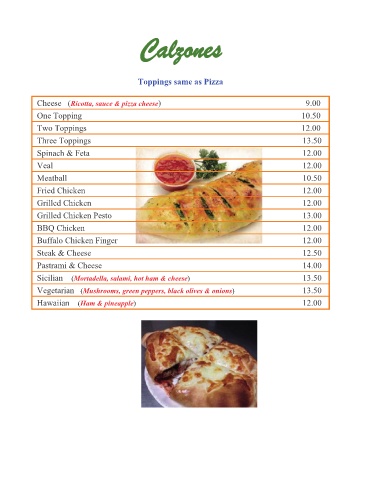 Calzones
Toppings same as Pizza
Cheese (Ricotta, sauce & pizza cheese) 9.00
One Topping 10.50
Two Toppings 12.00
Three Toppings 13.50
Spinach & Feta 12.00
Veal 12.00
Meatball 10.50
Fried Chicken 12.00
Grilled Chicken 12.00
Grilled Chicken Pesto 13.00
BBQ Chicken 12.00
Buffalo Chicken Finger 12.00
Steak & Cheese 12.50
Pastrami & Cheese 14.00
Sicilian (Mortadella, salami, hot ham & cheese) 13.50
Vegetarian (Mushrooms, green peppers, black olives & onions) 13.50
Hawaiian (Ham & pineapple) 12.00